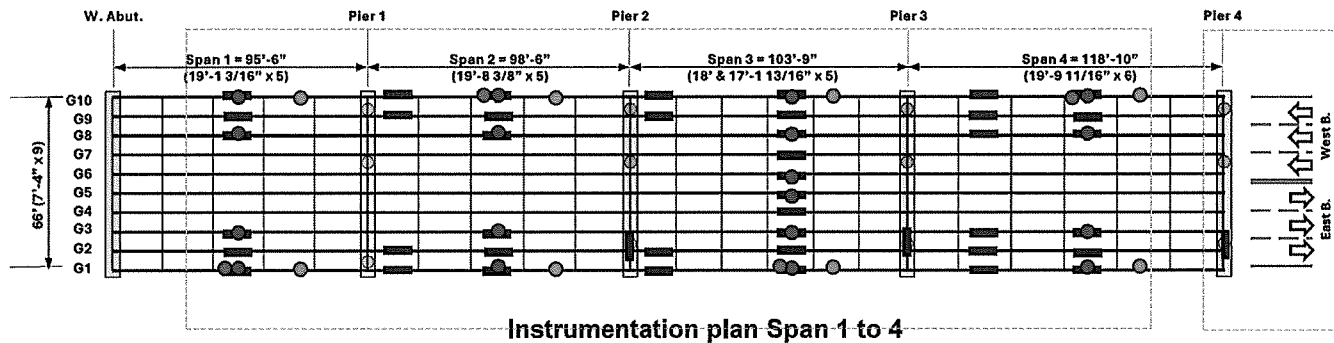 W. Abut. Pier 1 Pier 2 Pier 3 Pier 4
Span 1 = 95'-6" Span 2 = 98'-6" Span 3 = 103'-9" Span 4 = 118'-10"
(19'-1 3/16" x 5) (19'-8 3/8" x 5) (18' & 17'-1 13/16" x 5) (19'-9 11/16" x 6)
66' (7'-4" x 9)
G10
G9
G8
G7
G6
G5
G4
G3
G2
G1
West B.
East B.
Instrumentation plan Span 1 to 4